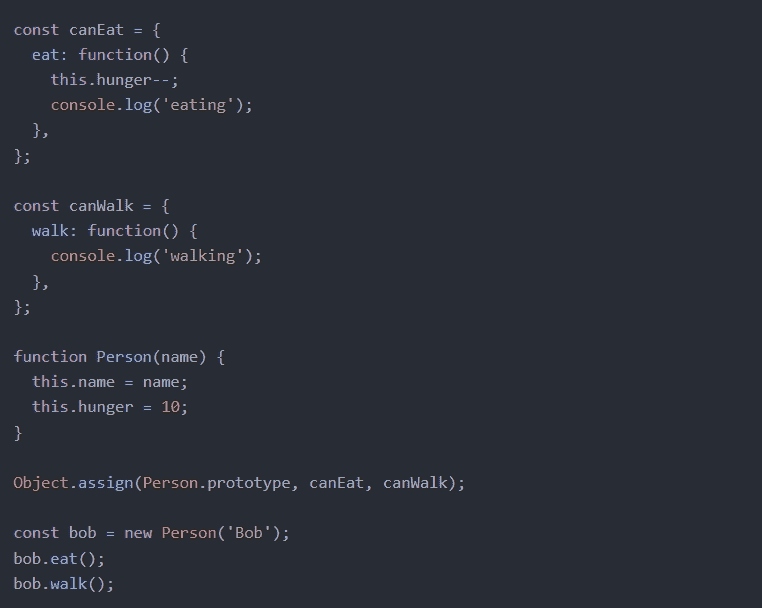 const canEat = {
  eat: function() {
    this.hunger--;
    console.log('eating');
  },
};

const canWalk = {
  walk: function() {
    console.log('walking');
  },
};

function Person(name) {
  this.name = name;
  this.hunger = 10;
}

Object.assign(Person.prototype, canEat, canWalk);

const bob = new Person('Bob');
bob.eat();
bob.walk();